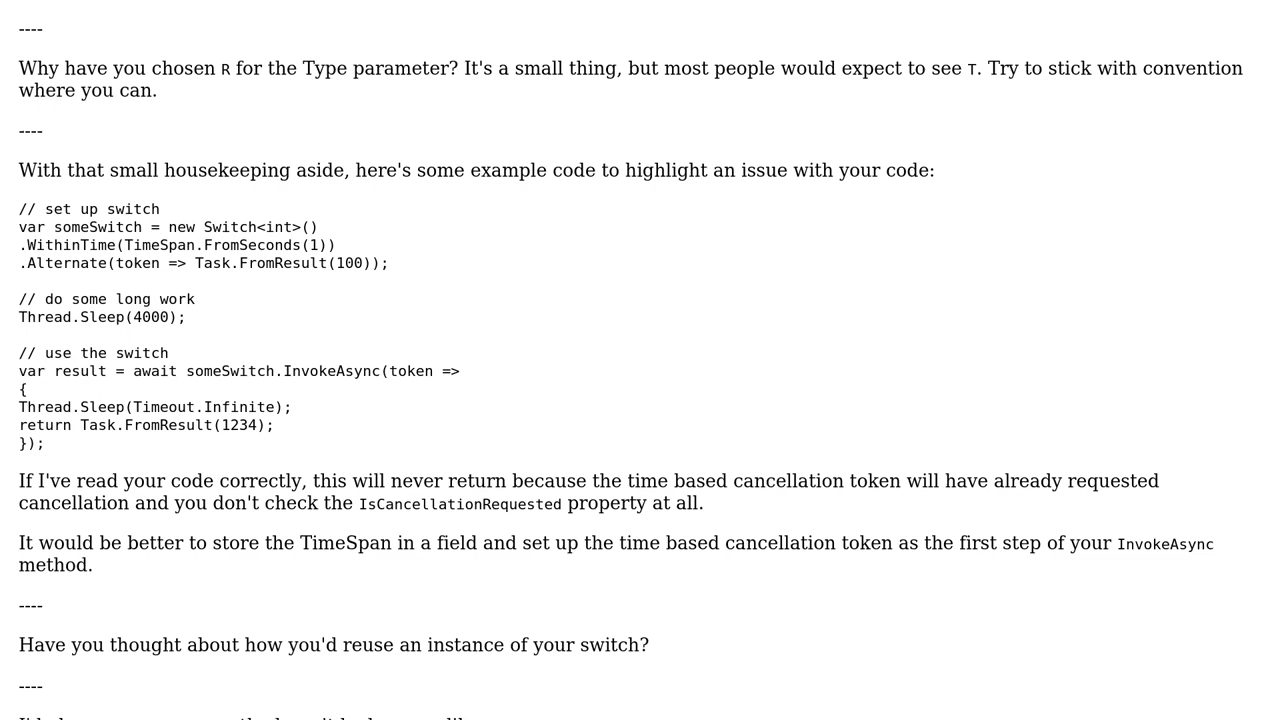 ----
Why have you chosen R for the Type parameter? It's a small thing, but most people would expect to see T. Try to stick with convention
where you can.
----
With that small housekeeping aside, here's some example code to highlight an issue with your code:
// set up switch
var someSwitch = new Switch<int>()
.WithinTime(TimeSpan.FromSeconds(1))
.Alternate(token => Task.FromResult(100));
// do some long work
Thread.Sleep(4000);
// use the switch
var result = await someSwitch.InvokeAsync(token =>
{
Thread.Sleep(Timeout.Infinite);
return Task.FromResult(1234);
});
If I've read your code correctly, this will never return because the time based cancellation token will have already requested
cancellation and you don't check the IsCancellationRequested property at all.
It would be better to store the TimeSpan in a field and set up the time based cancellation token as the first step of your InvokeAsync
method.
----
Have you thought about how you'd reuse an instance of your switch?
----